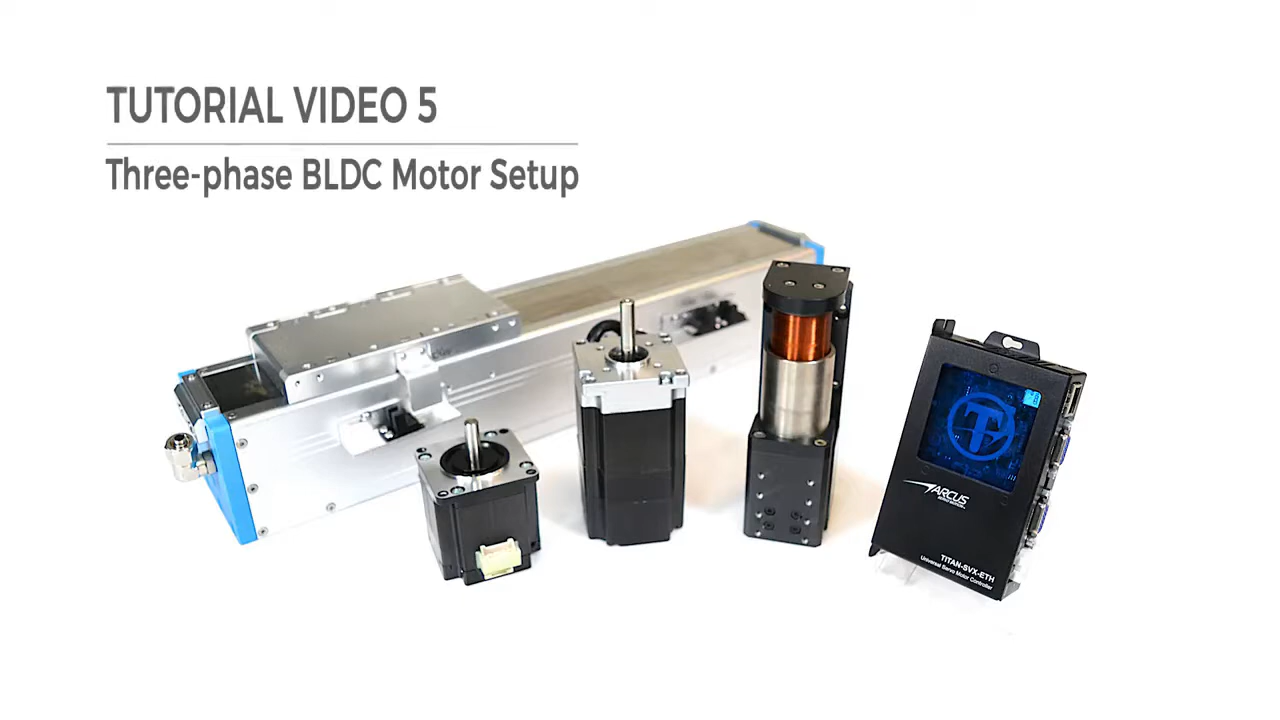 TUTORIAL VIDEO 5
Three-phase BLDC Motor Setup
T
ARCUS
TITAN-SVX-ETH
Universal Servo Motor Controller